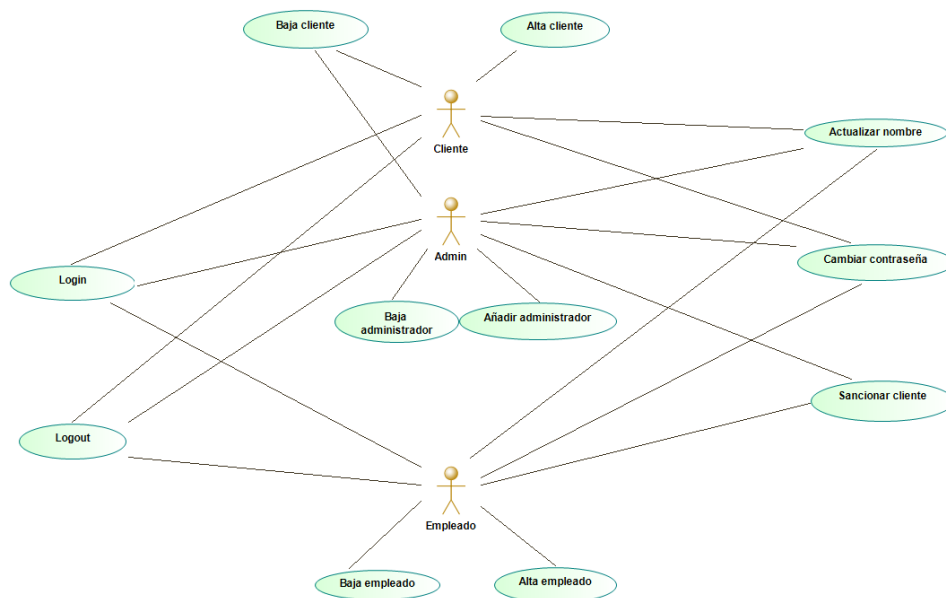 Baja cliente
Alta cliente
Cliente
Actualizar nombre
Admin
Cambiar contraseña
Login
Baja
administrador
Añadir administrador
Sancionar cliente
Logout
Empleado
Baja empleado
Alta empleado